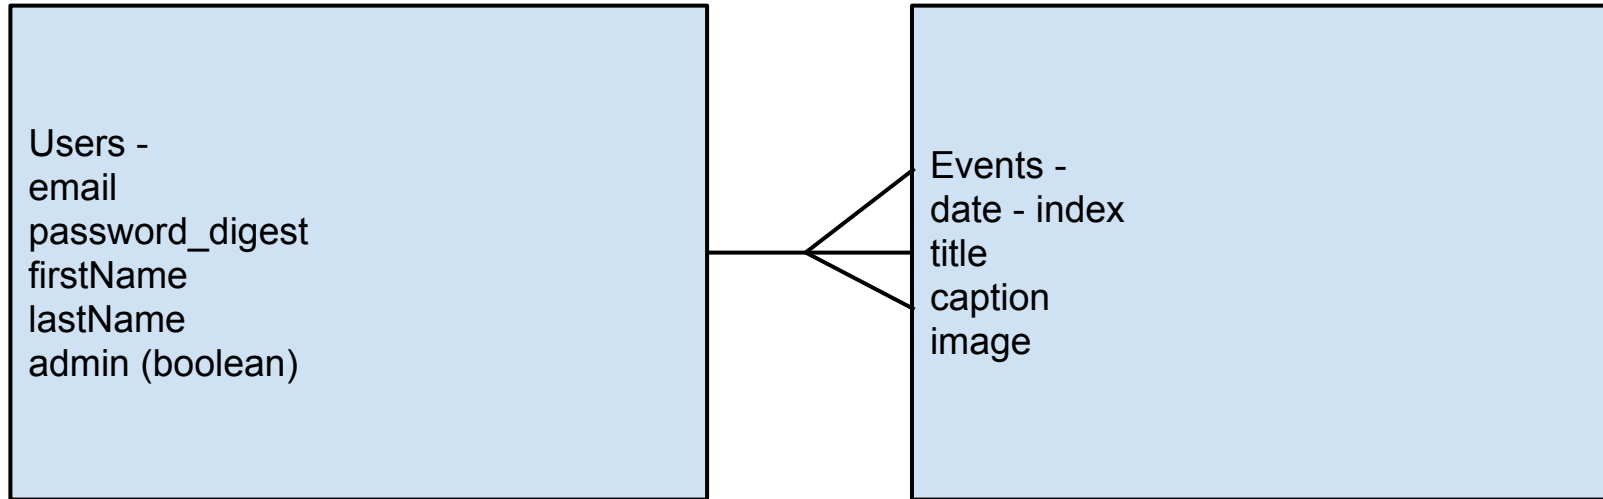 Users -
email
password_digest
firstName
lastName
admin (boolean)
Events -
date - index
title
caption
image